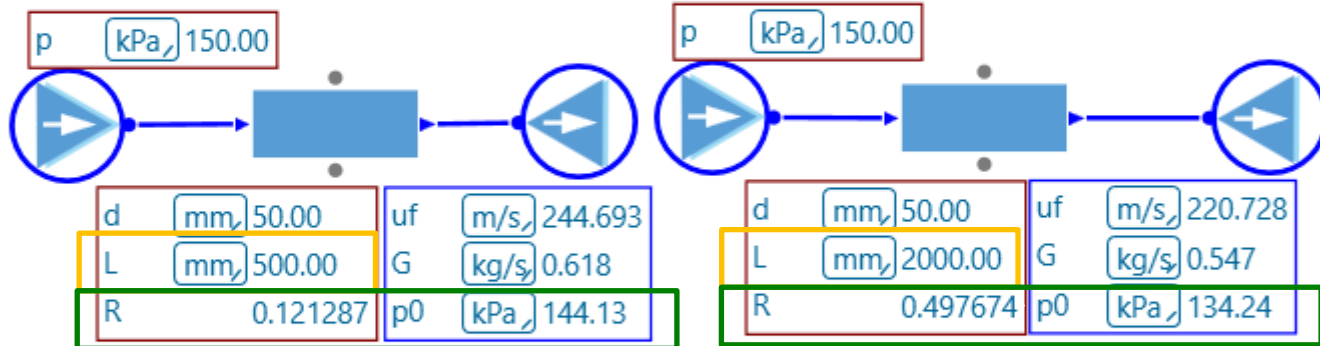 p kPa 150.00
d mm 50.00
L mm 500.00
R 0.121287
uf m/s 244.693
G kg/s 0.618
p0 kPa 144.13
p kPa 150.00
d mm 50.00
L mm 2000.00
R 0.497674
uf m/s 220.728
G kg/s 0.547
p0 kPa 134.24